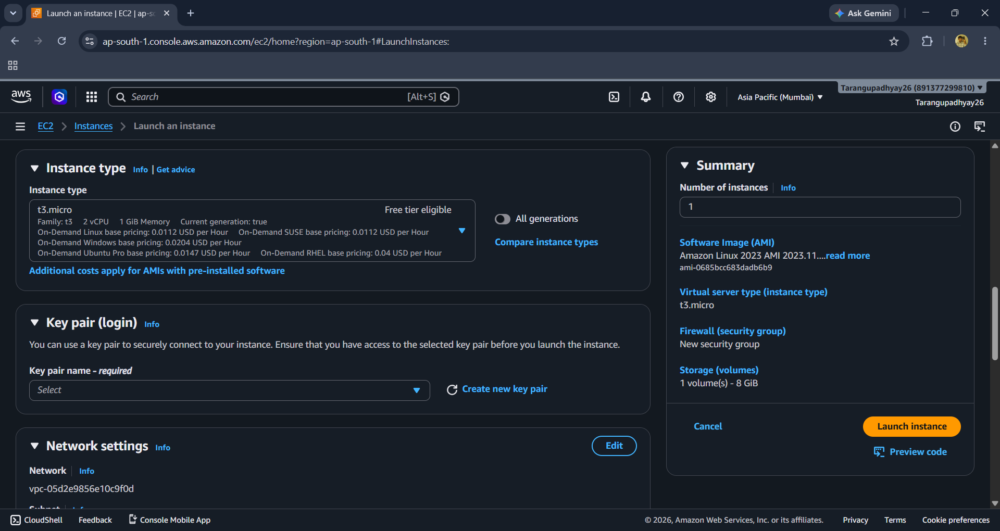 Launch an instance | EC2 | ap-sc
Ask Gemini
ap-south-1.console.aws.amazon.com/ec2/home?region=ap-south-1#LaunchInstances:
aws
Search
[Alt+S]
Asia Pacific (Mumbai)
Tarangupadhyay26 (891377299810)
Tarangupadhyay26
EC2
Instances
Launch an instance
Instance type
Info | Get advice
Instance type
t3.micro
Free tier eligible
Family: t3 2 vCPU 1 GiB Memory Current generation: true
On-Demand Linux base pricing: 0.0112 USD per Hour On-Demand SUSE base pricing: 0.0112 USD per Hour
On-Demand Windows base pricing: 0.0204 USD per Hour
On-Demand Ubuntu Pro base pricing: 0.0147 USD per Hour On-Demand RHEL base pricing: 0.04 USD per Hour
All generations
Compare instance types
Additional costs apply for AMIs with pre-installed software
Key pair (login) Info
You can use a key pair to securely connect to your instance. Ensure that you have access to the selected key pair before you launch the instance.
Key pair name - required
Select
Create new key pair
Network settings Info
Edit
Network
Info
vpc-05d2e9856e10c9f0d
Subnet
Info
Summary
Number of instances
Info
1
Software Image (AMI)
Amazon Linux 2023 AMI 2023.11....read more
ami-0685bcc683dadb6b9
Virtual server type (instance type)
t3.micro
Firewall (security group)
New security group
Storage (volumes)
1 volume(s) - 8 GiB
Cancel
Launch instance
Preview code
CloudShell
Feedback
Console Mobile App
© 2026, Amazon Web Services, Inc. or its affiliates.
Privacy
Terms
Cookie preferences